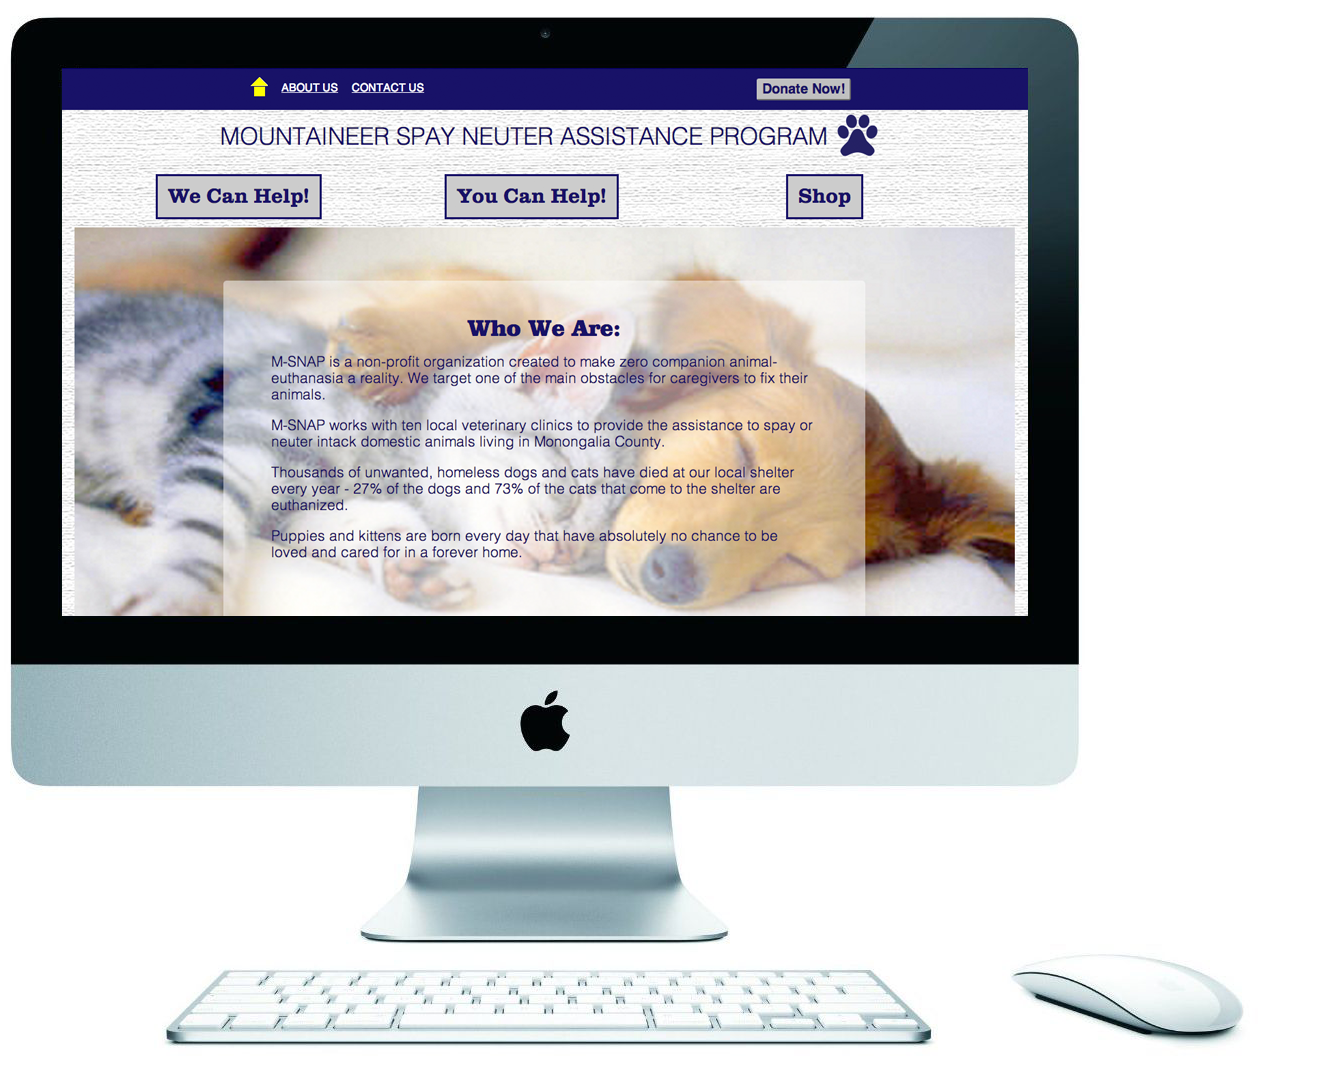 ABOUT US CONTACT US Donate Now!
MOUNTAINEER SPAY NEUTER ASSISTANCE PROGRAM
We Can Help! You Can Help! Shop
Who We Are:
M-SNAP is a non-profit organization created to make zero companion animal-
euthanasia a reality. We target one of the main obstacles for caregivers to fix their
animals.
M-SNAP works with ten local veterinary clinics to provide the assistance to spay or
neuter intack domestic animals living in Monongalia County.
Thousands of unwanted, homeless dogs and cats have died at our local shelter
every year - 27% of the dogs and 73% of the cats that come to the shelter are
euthanized.
Puppies and kittens are born every day that have absolutely no chance to be
loved and cared for in a forever home.